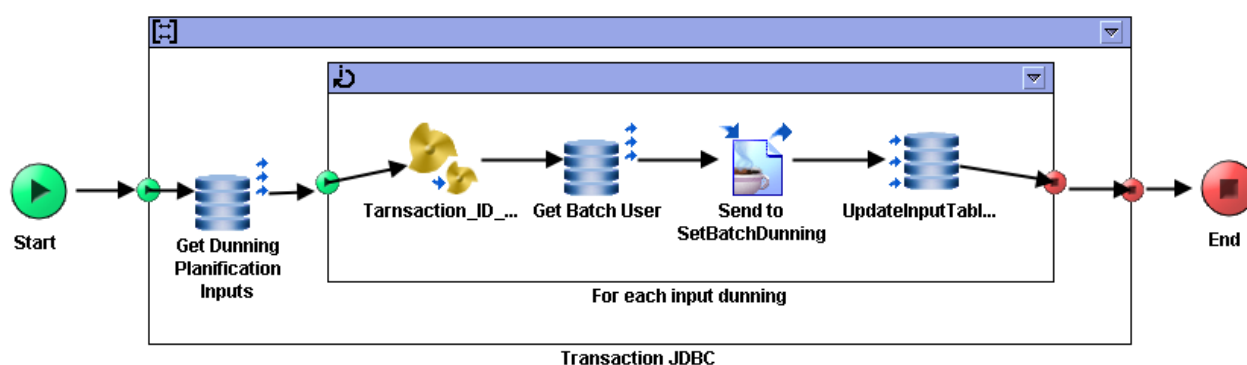 Start
Get Dunning
Planification
Inputs
Tarnsaction_ID_...
Get Batch User
Send to
SetBatchDunning
UpdateInputTabl...
End
For each input dunning
Transaction JDBC